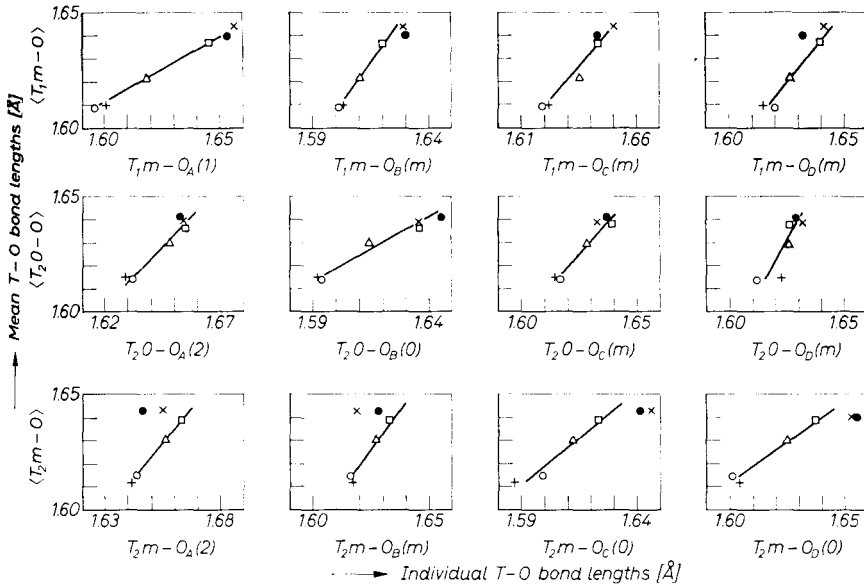 1.65
⟨T₁m–O⟩
1.60
1.60 1.65
T₁m–O_A(1)
1.59 1.64
T₁m–O_B(m)
1.61 1.66
T₁m–O_C(m)
1.60 1.65
T₁m–O_D(m)
Mean T–O bond lengths [Å]
1.65
⟨T₂0–O⟩
1.60
1.62 1.67
T₂0–O_A(2)
1.59 1.64
T₂0–O_B(0)
1.60 1.65
T₂0–O_C(m)
1.60 1.65
T₂0–O_D(m)
1.65
⟨T₂m–O⟩
1.60
1.63 1.68
T₂m–O_A(2)
1.60 1.65
T₂m–O_B(m)
1.59 1.64
T₂m–O_C(0)
1.60 1.65
T₂m–O_D(0)
Individual T–O bond lengths [Å]